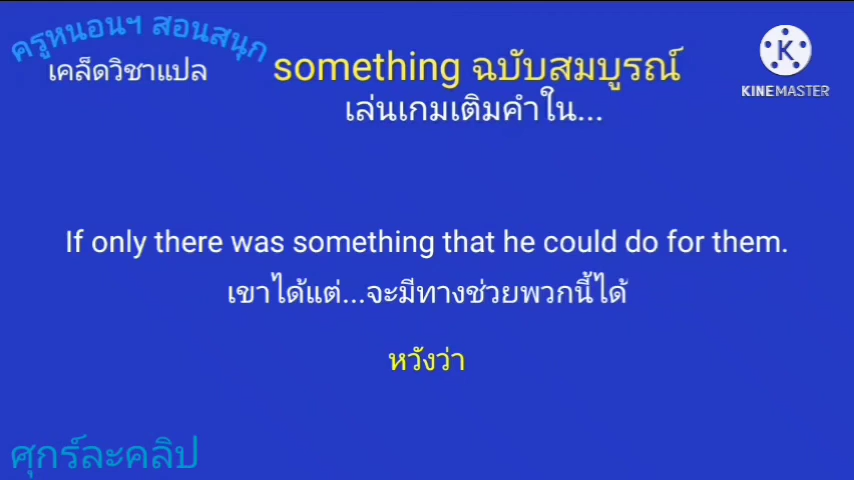 ครูหนอนฯ สอนสนุก
เคล็ดวิชาแปล
something ฉบับสมบูรณ์
เล่นเกมเติมคำใน...
K
KINEMASTER
If only there was something that he could do for them.
เขาได้แต่...จะมีทางช่วยพวกนี้ได้
หวังว่า
ศุกร์ละคลิป